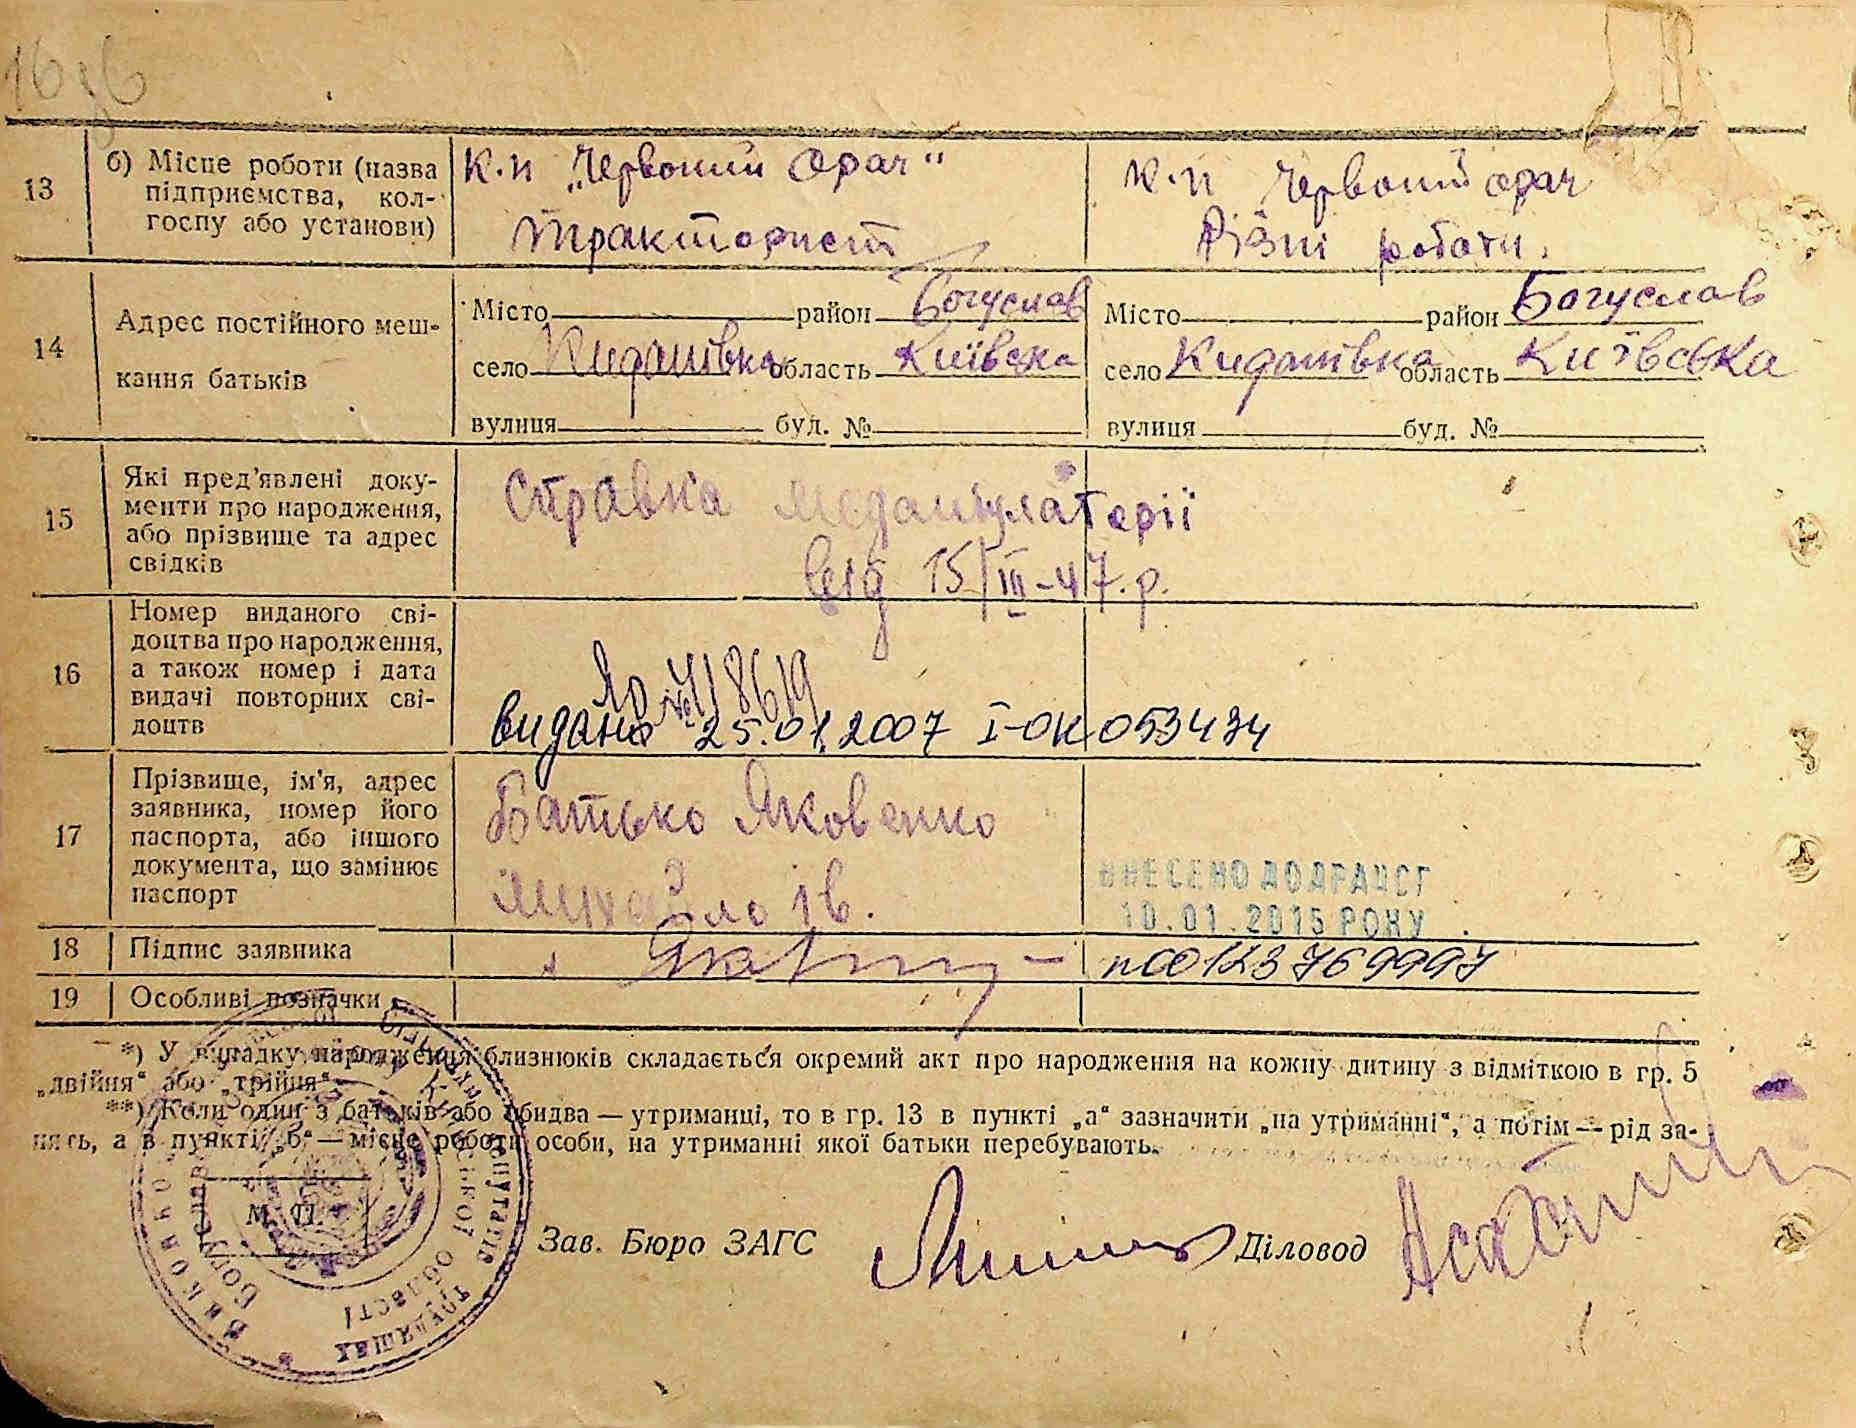 13
б) Місце роботи (назва
підприємства, кол-
госпу або установи)
к.п „Червоний Орач“
тракторист
к.п Червоний орач
Різні роботи.
14
Адрес постійного меш-
кання батьків
Місто район Богуслав
село Кидашівка область Київска
вулиця буд. №
Місто район Богуслав
село Кидашівка область Київська
вулиця буд. №
15
Які пред'явлені доку-
менти про народження,
або прізвище та адрес
свідків
Справка медамбулаторії
від 15/III-47.р.
16
Номер виданого сві-
доцтва про народження,
а також номер і дата
видачі повторних сві-
доцтв
ЯО № 718619
видано 25.01.2007 І-ОК 053434
17
Прізвище, ім'я, адрес
заявника, номер його
паспорта, або іншого
документа, що замінює
паспорт
Батько Яковенко
Михайло Ів.
ВНЕСЕНО ДО ДРАЦСГ
10.01.2015 РОКУ
18
Підпис заявника
п00123769997
19
Особливі позначки
*) У випадку народження близнюків складається окремий акт про народження на кожну дитину з відміткою в гр. 5
„двійня“ або „трійня“.
**) Коли один з батьків або обидва — утриманці, то в гр. 13 в пункті „а“ зазначити „на утриманні“, а потім — рід за-
нять, а в пункті „б“ — місце роботи особи, на утриманні якої батьки перебувають.
М. П.
Зав. Бюро ЗАГС
Діловод